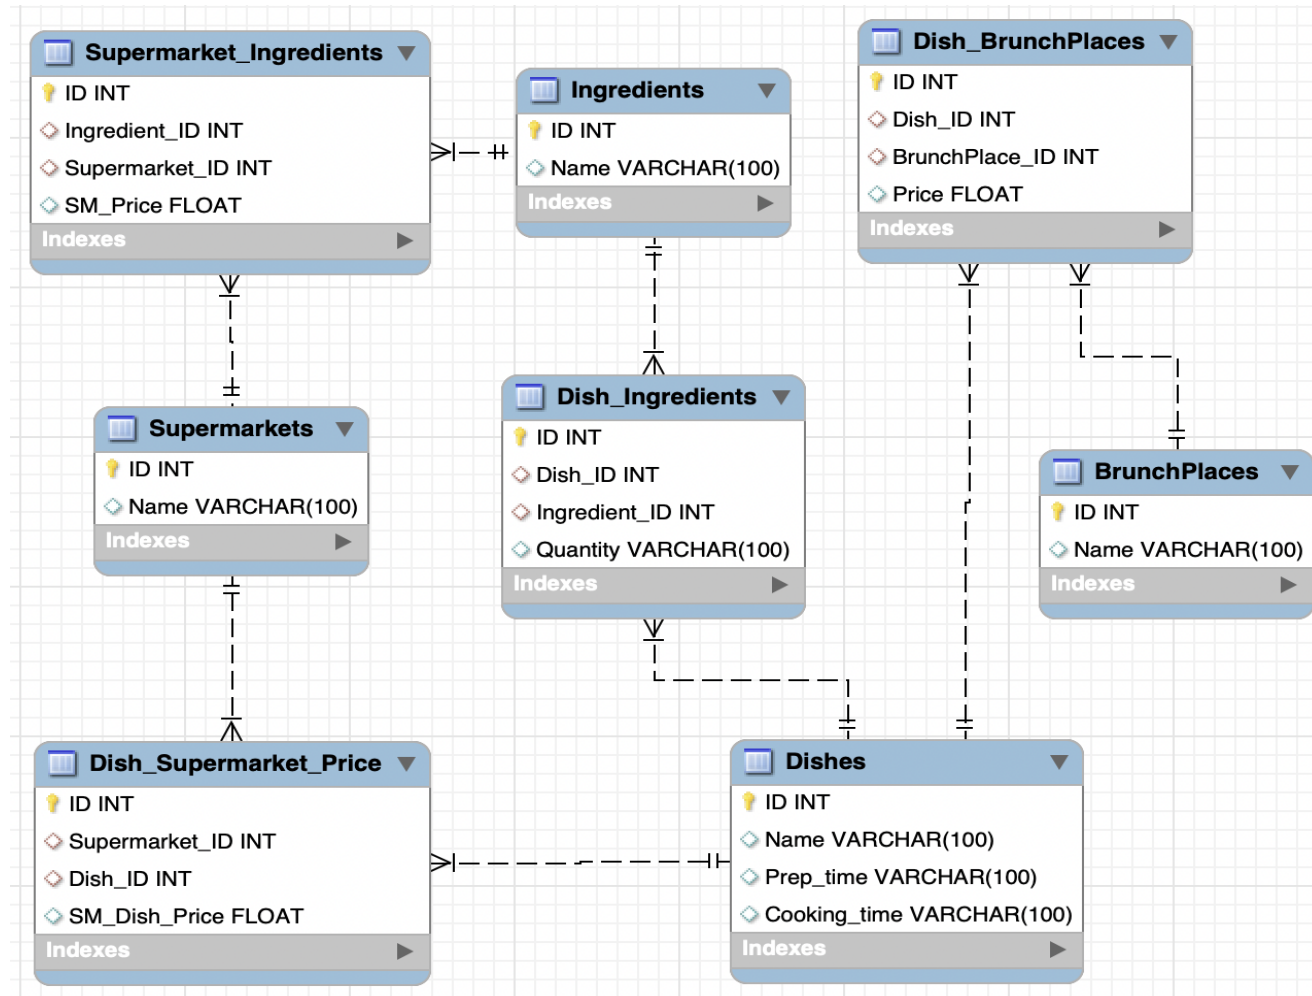 Supermarket_Ingredients
ID INT
Ingredient_ID INT
Supermarket_ID INT
SM_Price FLOAT
Indexes
Ingredients
ID INT
Name VARCHAR(100)
Indexes
Dish_BrunchPlaces
ID INT
Dish_ID INT
BrunchPlace_ID INT
Price FLOAT
Indexes
Supermarkets
ID INT
Name VARCHAR(100)
Indexes
Dish_Ingredients
ID INT
Dish_ID INT
Ingredient_ID INT
Quantity VARCHAR(100)
Indexes
BrunchPlaces
ID INT
Name VARCHAR(100)
Indexes
Dish_Supermarket_Price
ID INT
Supermarket_ID INT
Dish_ID INT
SM_Dish_Price FLOAT
Indexes
Dishes
ID INT
Name VARCHAR(100)
Prep_time VARCHAR(100)
Cooking_time VARCHAR(100)
Indexes